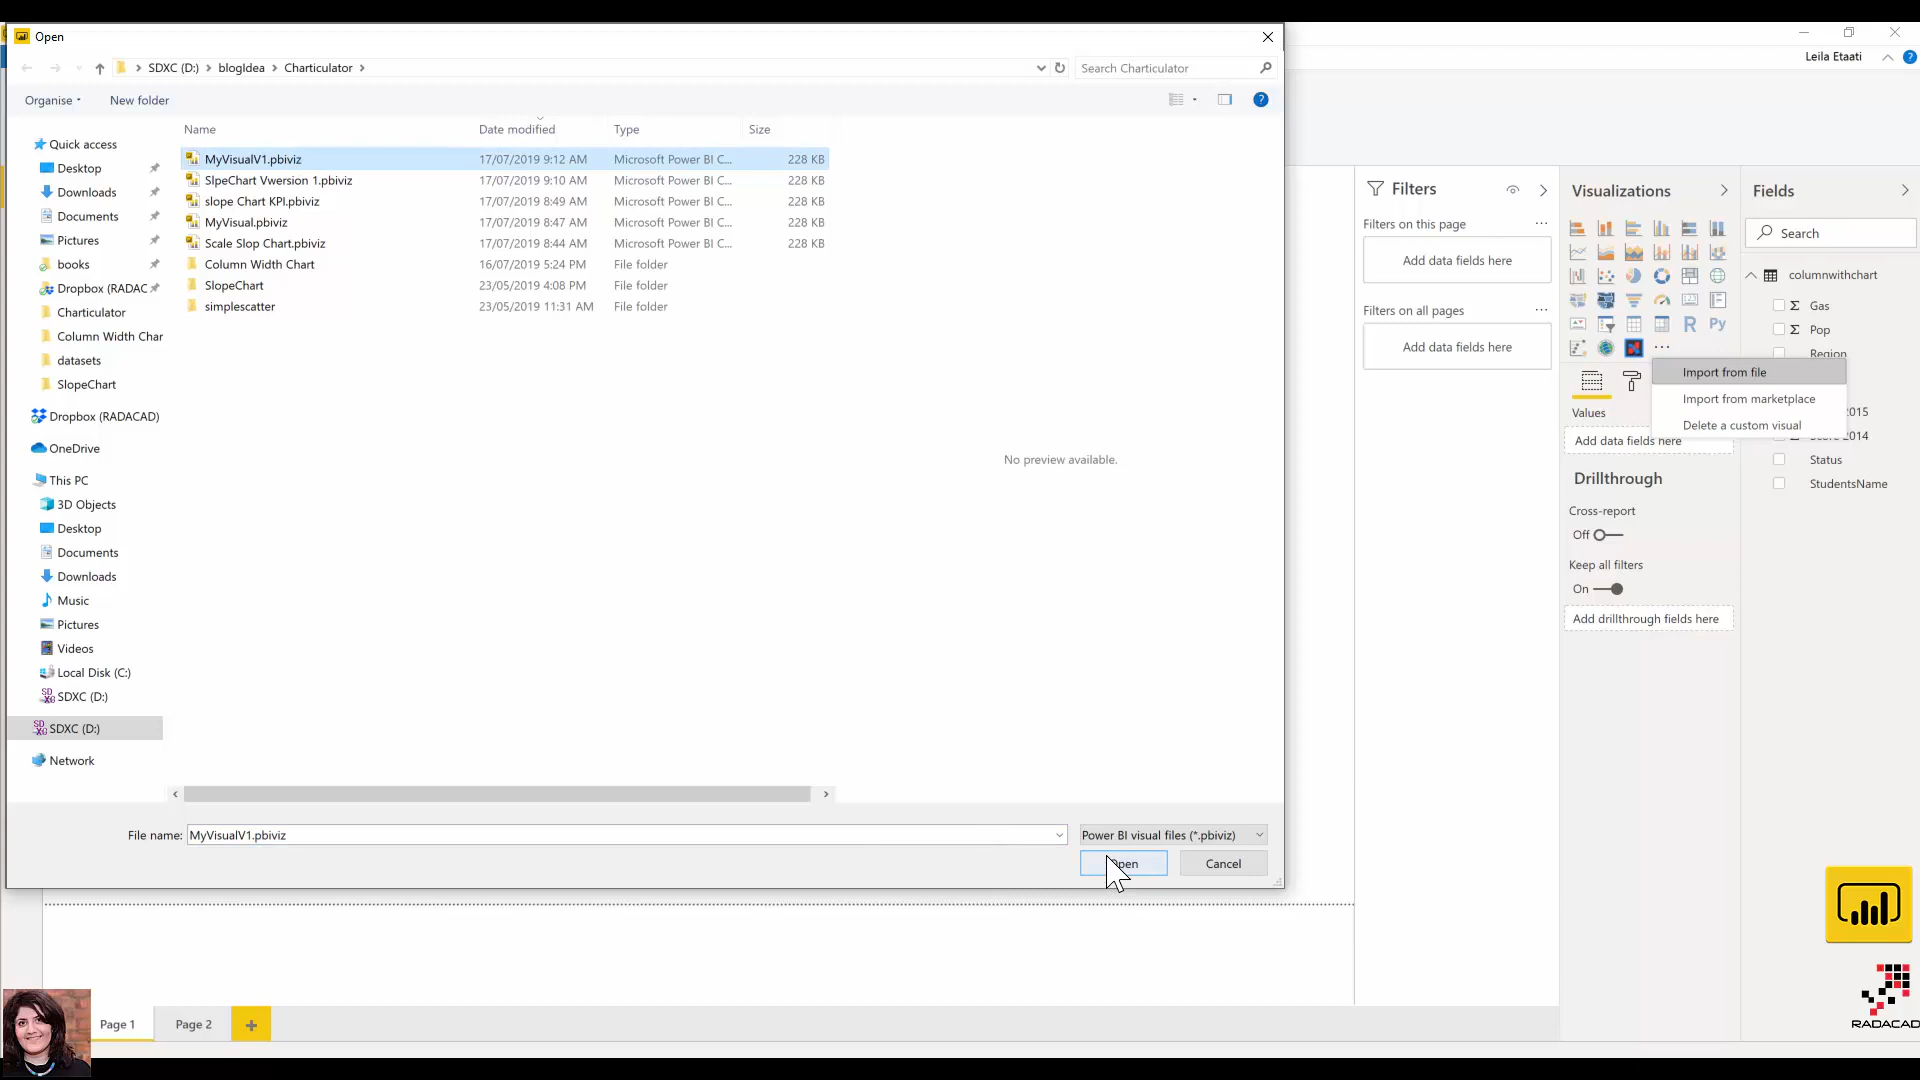 Open
SDXC (D:) blogIdea Charticulator
Search Charticulator
Organise New folder
Name Date modified Type Size
MyVisualV1.pbiviz 17/07/2019 9:12 AM Microsoft Power BI C... 228 KB
SlpeChart Vwersion 1.pbiviz 17/07/2019 9:10 AM Microsoft Power BI C... 228 KB
slope Chart KPI.pbiviz 17/07/2019 8:49 AM Microsoft Power BI C... 228 KB
MyVisual.pbiviz 17/07/2019 8:47 AM Microsoft Power BI C... 228 KB
Scale Slop Chart.pbiviz 17/07/2019 8:44 AM Microsoft Power BI C... 228 KB
Column Width Chart 16/07/2019 5:24 PM File folder
SlopeChart 23/05/2019 4:08 PM File folder
simplescatter 23/05/2019 11:31 AM File folder
Quick access
Desktop
Downloads
Documents
Pictures
books
Dropbox (RADAC
Charticulator
Column Width Char
datasets
SlopeChart
Dropbox (RADACAD)
OneDrive
This PC
3D Objects
Desktop
Documents
Downloads
Music
Pictures
Videos
Local Disk (C:)
SDXC (D:)
SDXC (D:)
Network
No preview available.
File name: MyVisualV1.pbiviz
Power BI visual files (*.pbiviz)
Open Cancel
Leila Etaati
Filters
Filters on this page
Add data fields here
Filters on all pages
Add data fields here
Visualizations
R Py
Import from file
Import from marketplace
Delete a custom visual
Values
Add data fields here
Drillthrough
Cross-report
Off
Keep all filters
On
Add drillthrough fields here
Fields
Search
columnwithchart
Gas
Pop
Region
2015
2014
Status
StudentsName
Page 1 Page 2
RADACAD